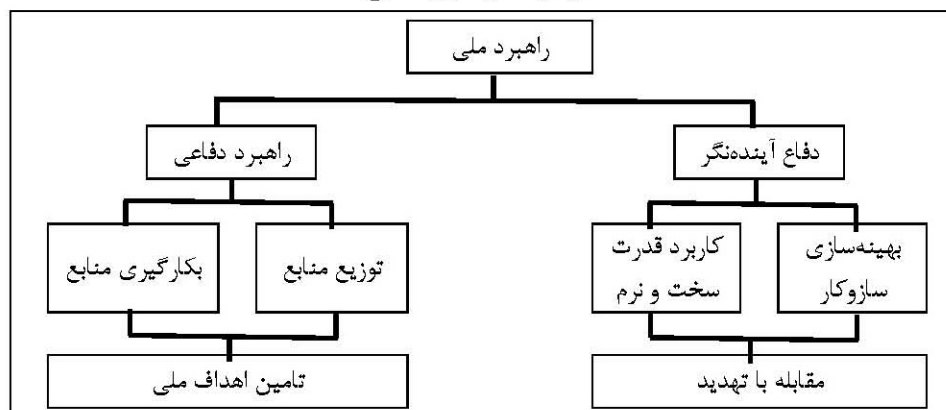 راهبرد ملی
دفاع آینده‌نگر
راهبرد دفاعی
بهینه‌سازی
سازوکار
کاربرد قدرت
سخت و نرم
توزیع منابع
بکارگیری منابع
مقابله با تهدید
تامین اهداف ملی